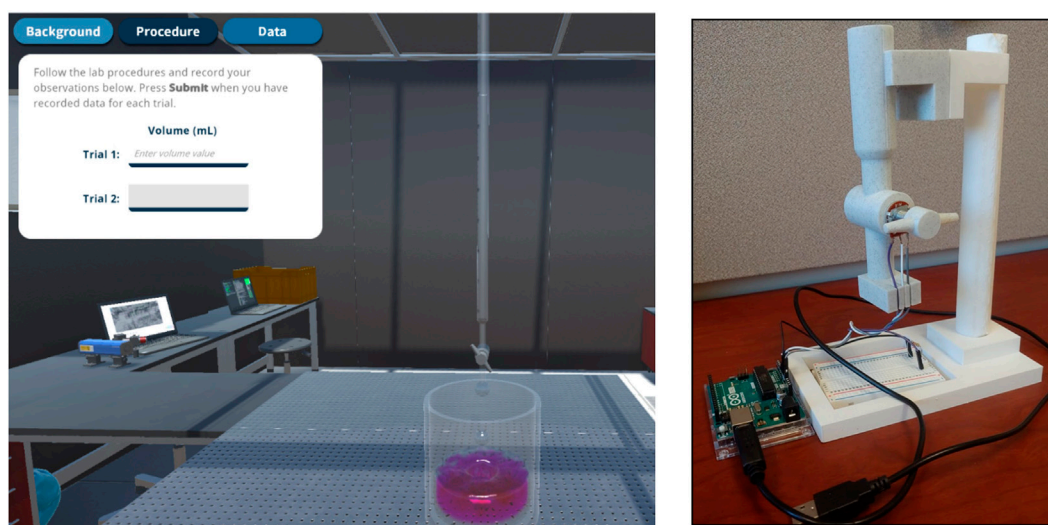 Background
Procedure
Data
Follow the lab procedures and record your
observations below. Press Submit when you have
recorded data for each trial.
Volume (mL)
Trial 1: Enter volume value
Trial 2: